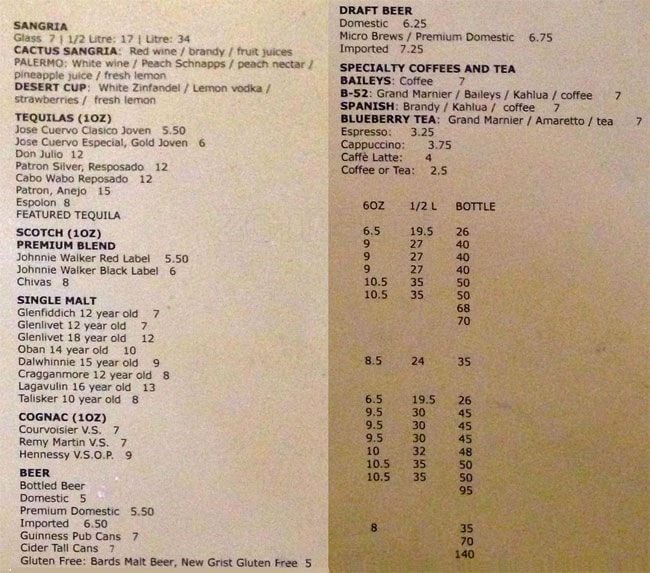 SANGRIA
Glass 7 | 1/2 Litre: 17 | Litre: 34
CACTUS SANGRIA: Red wine / brandy / fruit juices
PALERMO: White wine / Peach Schnapps / peach nectar /
pineapple juice / fresh lemon
DESERT CUP: White Zinfandel / Lemon vodka /
strawberries / fresh lemon
TEQUILAS (1OZ)
Jose Cuervo Clasico Joven 5.50
Jose Cuervo Especial, Gold Joven 6
Don Julio 12
Patron Silver, Resposado 12
Cabo Wabo Reposado 12
Patron, Anejo 15
Espolon 8
FEATURED TEQUILA
SCOTCH (1OZ)
PREMIUM BLEND
Johnnie Walker Red Label 5.50
Johnnie Walker Black Label 6
Chivas 8
SINGLE MALT
Glenfiddich 12 year old 7
Glenlivet 12 year old 7
Glenlivet 18 year old 12
Oban 14 year old 10
Dalwhinnie 15 year old 9
Cragganmore 12 year old 8
Lagavulin 16 year old 13
Talisker 10 year old 8
COGNAC (1OZ)
Courvoisier V.S. 7
Remy Martin V.S. 7
Hennessy V.S.O.P. 9
BEER
Bottled Beer
Domestic 5
Premium Domestic 5.50
Imported 6.50
Guinness Pub Cans 7
Cider Tall Cans 7
Gluten Free: Bards Malt Beer, New Grist Gluten Free 5
DRAFT BEER
Domestic 6.25
Micro Brews / Premium Domestic 6.75
Imported 7.25
SPECIALTY COFFEES AND TEA
BAILEYS: Coffee 7
B-52: Grand Marnier / Baileys / Kahlua / coffee 7
SPANISH: Brandy / Kahlua / coffee 7
BLUEBERRY TEA: Grand Marnier / Amaretto / tea 7
Espresso: 3.25
Cappuccino: 3.75
Caffè Latte: 4
Coffee or Tea: 2.5
6OZ 1/2 L BOTTLE
6.5 19.5 26
9 27 40
9 27 40
9 27 40
10.5 35 50
10.5 35 50
68
70
8.5 24 35
6.5 19.5 26
9.5 30 45
9.5 30 45
9.5 30 45
10 32 48
10.5 35 50
10.5 35 50
95
8 35
70
140